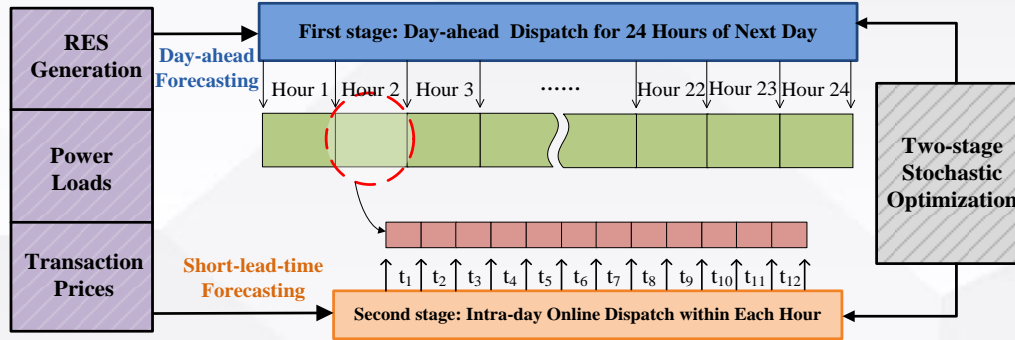 RES
Generation
Power
Loads
Transaction
Prices
Day-ahead
Forecasting
Short-lead-time
Forecasting
First stage: Day-ahead Dispatch for 24 Hours of Next Day
Hour 1 Hour 2 Hour 3 ...... Hour 22 Hour 23 Hour 24
t1 t2 t3 t4 t5 t6 t7 t8 t9 t10 t11 t12
Second stage: Intra-day Online Dispatch within Each Hour
Two-stage
Stochastic
Optimization